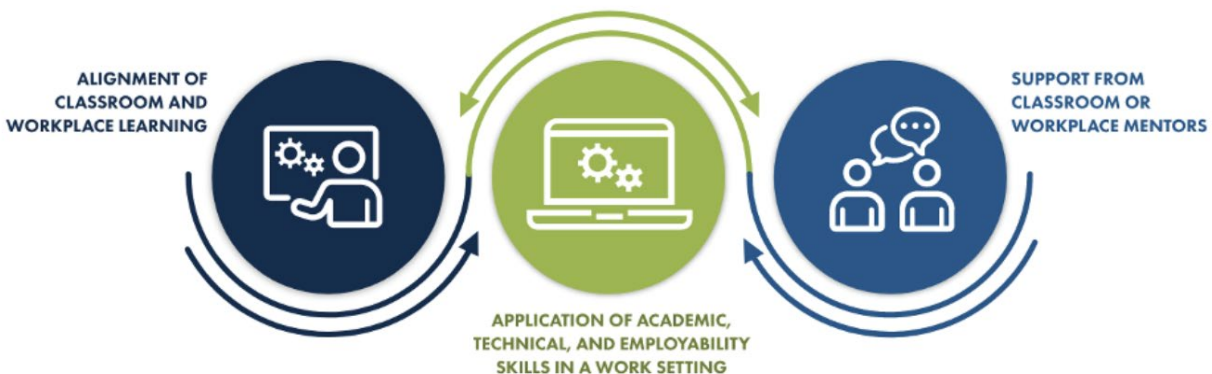 ALIGNMENT OF
CLASSROOM AND
WORKPLACE LEARNING
APPLICATION OF ACADEMIC,
TECHNICAL, AND EMPLOYABILITY
SKILLS IN A WORK SETTING
SUPPORT FROM
CLASSROOM OR
WORKPLACE MENTORS